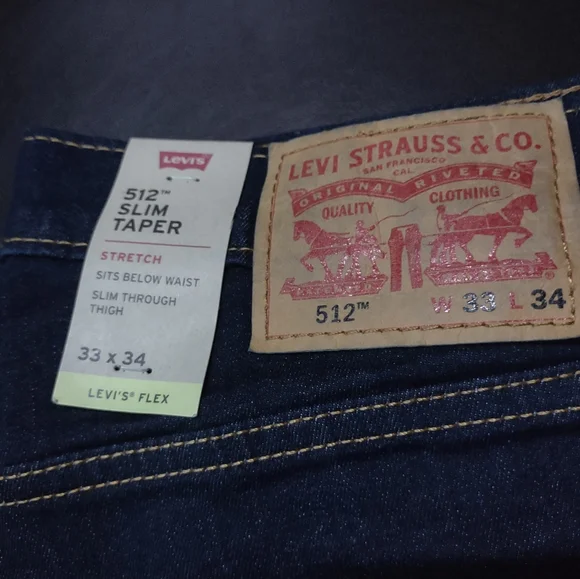 Levi's
512™
SLIM
TAPER
STRETCH
SITS BELOW WAIST
SLIM THROUGH
THIGH
33 x 34
LEVI'S® FLEX
LEVI STRAUSS & CO.
SAN FRANCISCO
CAL.
ORIGINAL RIVETED
QUALITY CLOTHING
512™ W 33 L 34